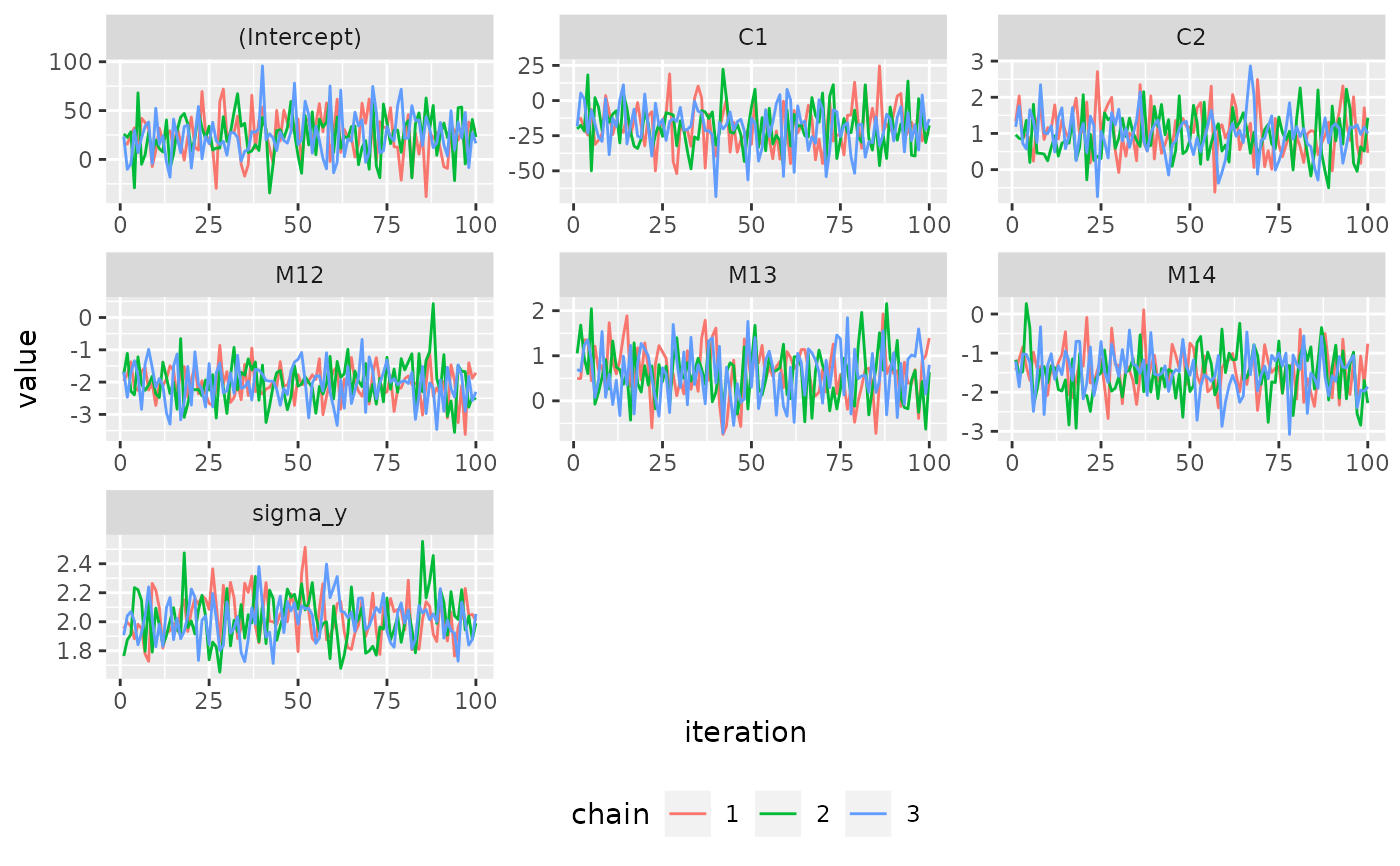 (Intercept) C1 C2
100 50 0
25 0 -25 -50
3 2 1 0
0 25 50 75 100 0 25 50 75 100 0 25 50 75 100
M12 M13 M14
0 -1 -2 -3
2 1 0
0 -1 -2 -3
0 25 50 75 100 0 25 50 75 100 0 25 50 75 100
value
sigma_y
2.4 2.2 2.0 1.8
0 25 50 75 100
iteration
chain 1 2 3